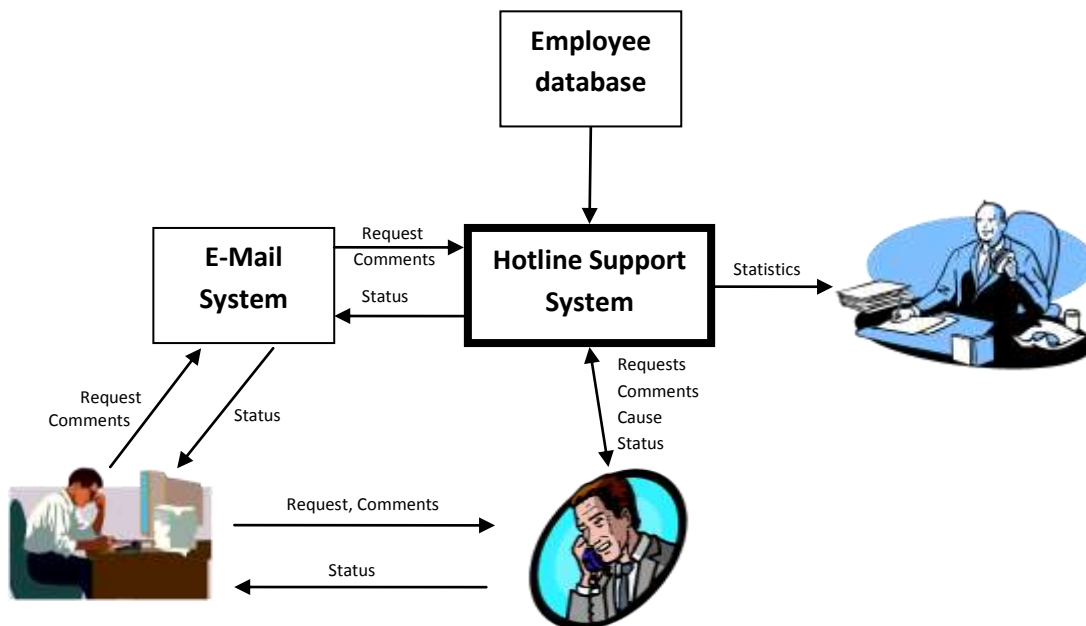 Employee
database
E-Mail
System
Request
Comments
Status
Hotline Support
System
Statistics
Request
Comments
Status
Requests
Comments
Cause
Status
Request, Comments
Status